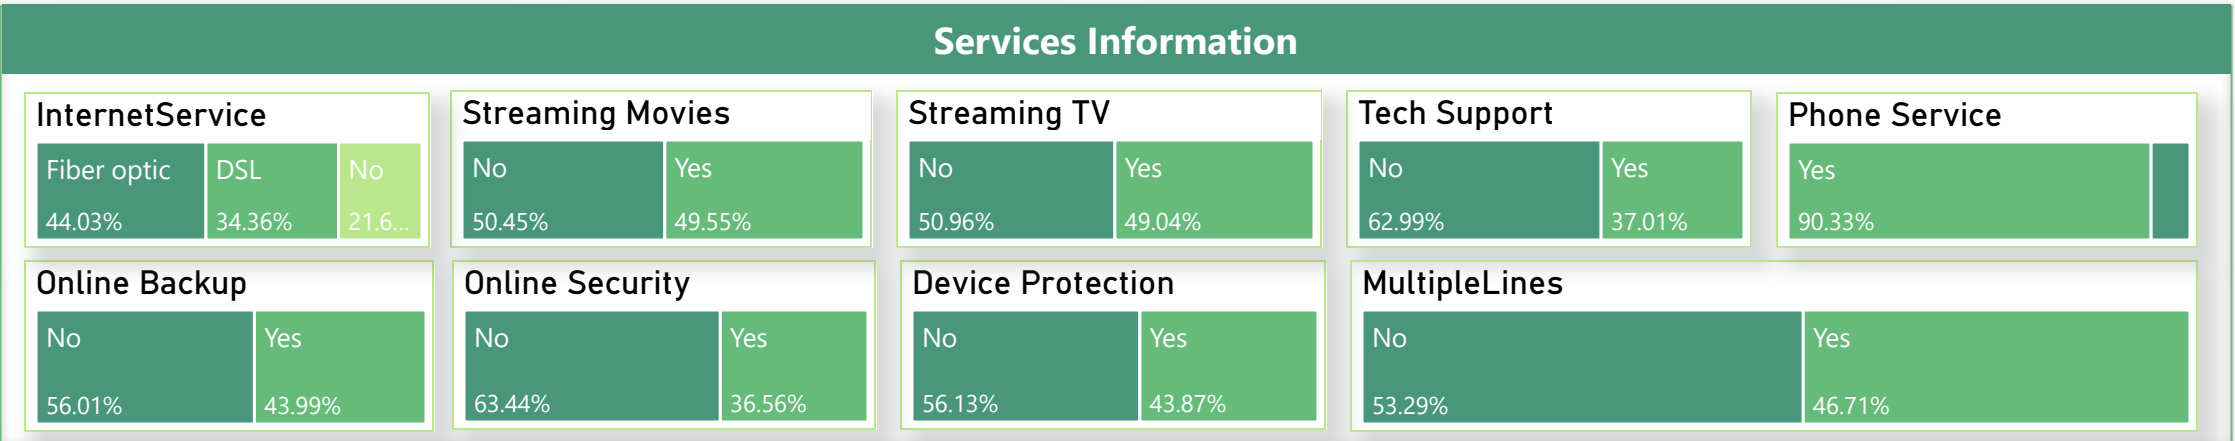 Services Information
InternetService
Fiber optic
44.03%
DSL
34.36%
No
21.6...
Streaming Movies
No
50.45%
Yes
49.55%
Streaming TV
No
50.96%
Yes
49.04%
Tech Support
No
62.99%
Yes
37.01%
Phone Service
Yes
90.33%
Online Backup
No
56.01%
Yes
43.99%
Online Security
No
63.44%
Yes
36.56%
Device Protection
No
56.13%
Yes
43.87%
MultipleLines
No
53.29%
Yes
46.71%